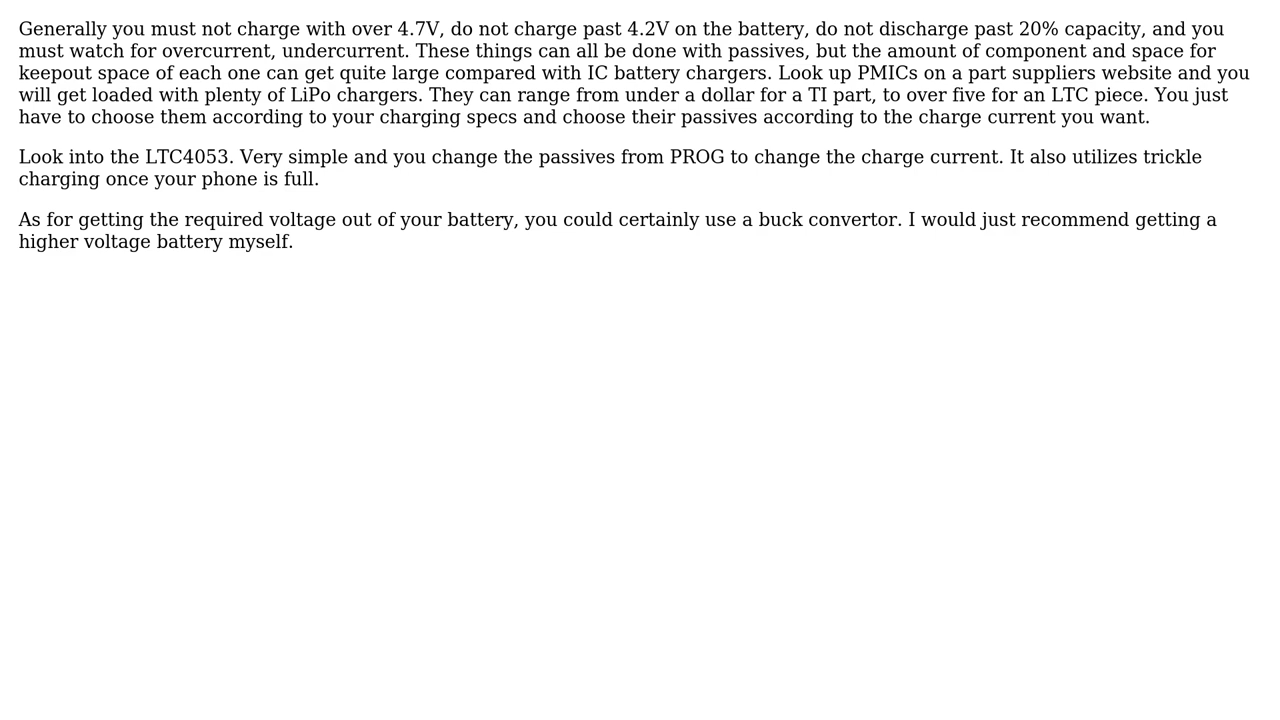 Generally you must not charge with over 4.7V, do not charge past 4.2V on the battery, do not discharge past 20% capacity, and you
must watch for overcurrent, undercurrent. These things can all be done with passives, but the amount of component and space for
keepout space of each one can get quite large compared with IC battery chargers. Look up PMICs on a part suppliers website and you
will get loaded with plenty of LiPo chargers. They can range from under a dollar for a TI part, to over five for an LTC piece. You just
have to choose them according to your charging specs and choose their passives according to the charge current you want.
Look into the LTC4053. Very simple and you change the passives from PROG to change the charge current. It also utilizes trickle
charging once your phone is full.
As for getting the required voltage out of your battery, you could certainly use a buck convertor. I would just recommend getting a
higher voltage battery myself.